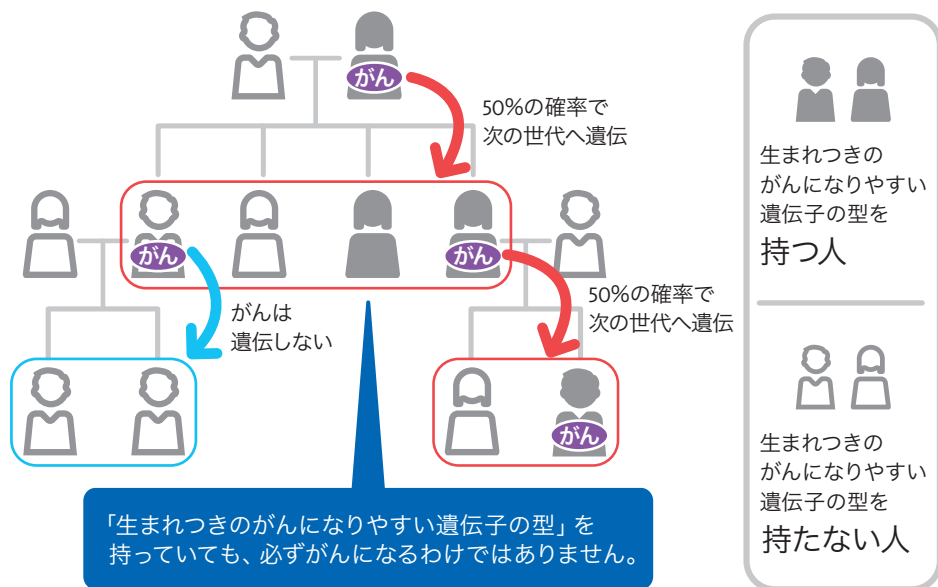 がん
50%の確率で
次の世代へ遺伝
がん
がん
がんは
遺伝しない
50%の確率で
次の世代へ遺伝
がん
「生まれつきのがんになりやすい遺伝子の型」を
持っていても、必ずがんになるわけではありません。
生まれつきの
がんになりやすい
遺伝子の型を
持つ人
生まれつきの
がんになりやすい
遺伝子の型を
持たない人